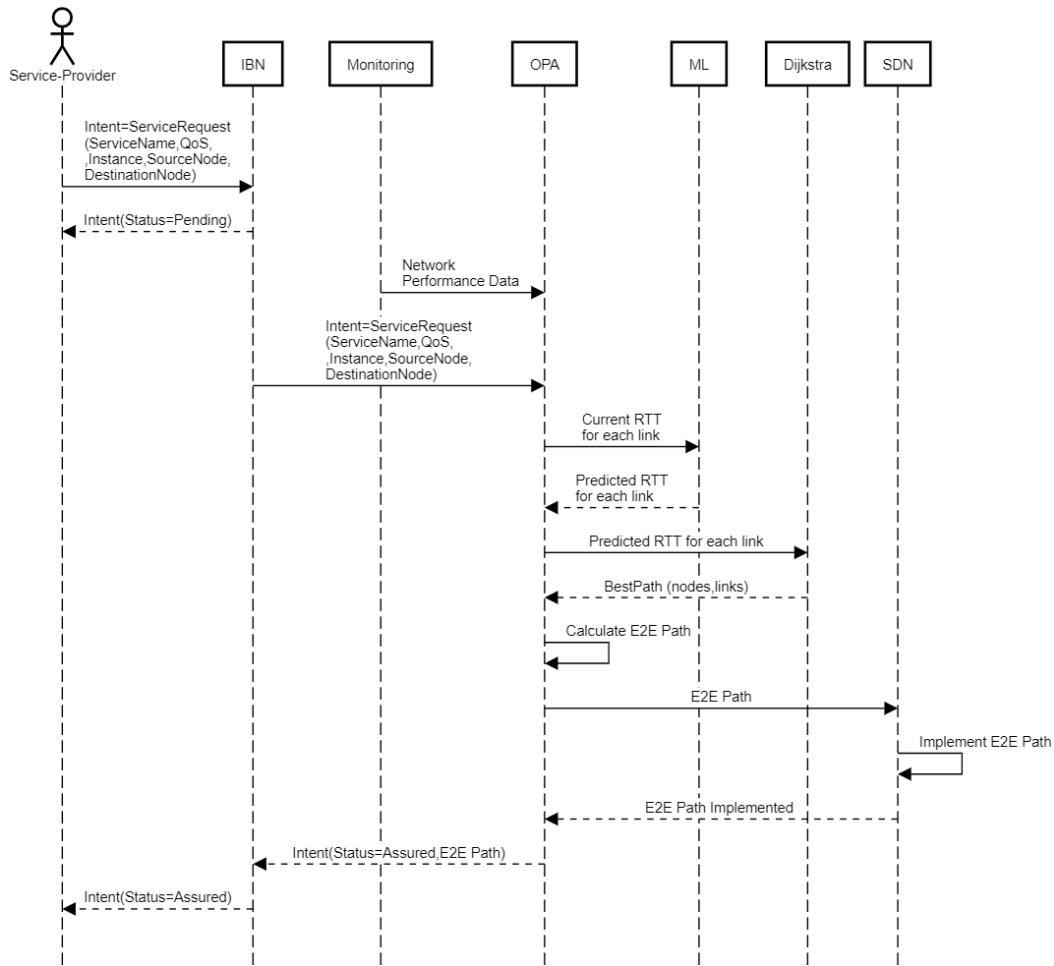 Service-Provider
IBN
Monitoring
OPA
ML
Dijkstra
SDN
Intent=ServiceRequest
(ServiceName,QoS,
,Instance,SourceNode,
DestinationNode)
Intent(Status=Pending)
Network
Performance Data
Intent=ServiceRequest
(ServiceName,QoS,
,Instance,SourceNode,
DestinationNode)
Current RTT
for each link
Predicted RTT
for each link
Predicted RTT for each link
BestPath (nodes,links)
Calculate E2E Path
E2E Path
Implement E2E Path
E2E Path Implemented
Intent(Status=Assured,E2E Path)
Intent(Status=Assured)